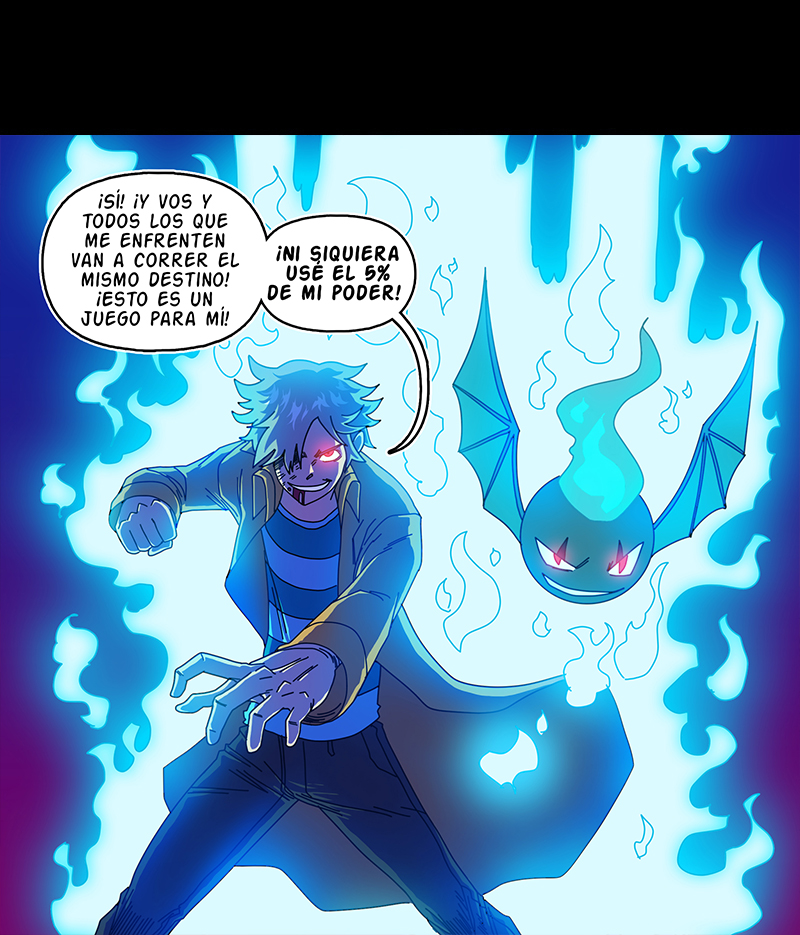 ¡SÍ! ¡Y VOS Y
TODOS LOS QUE
ME ENFRENTEN
VAN A CORRER EL
MISMO DESTINO!
¡ESTO ES UN
JUEGO PARA MÍ!
¡NI SIQUIERA
USÉ EL 5%
DE MI PODER!